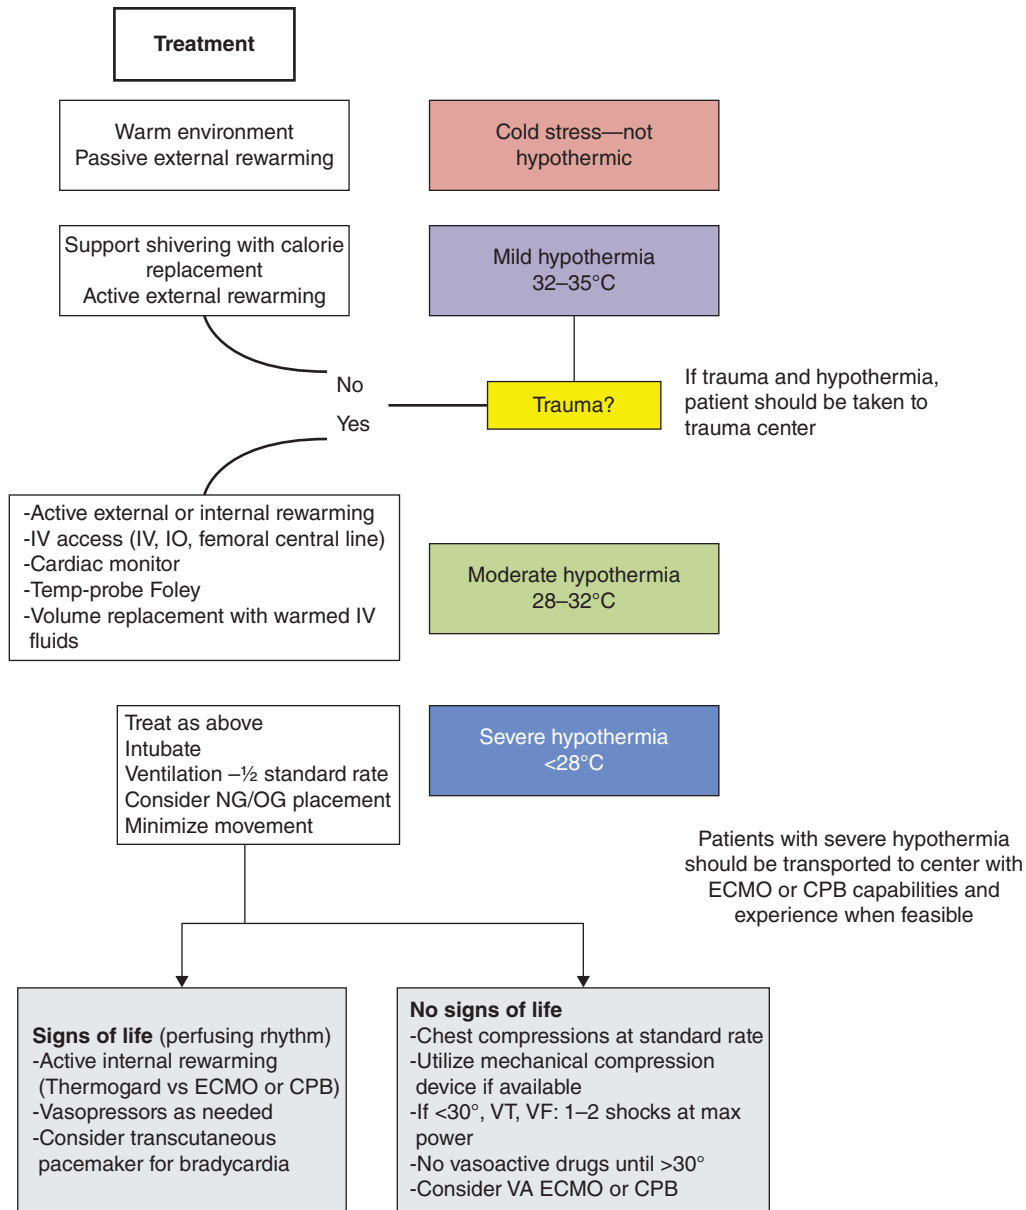 Treatment
Warm environment
Passive external rewarming
Cold stress—not
hypothermic
Support shivering with calorie
replacement
Active external rewarming
Mild hypothermia
32–35°C
No
Yes
Trauma?
If trauma and hypothermia,
patient should be taken to
trauma center
-Active external or internal rewarming
-IV access (IV, IO, femoral central line)
-Cardiac monitor
-Temp-probe Foley
-Volume replacement with warmed IV
fluids
Moderate hypothermia
28–32°C
Treat as above
Intubate
Ventilation –½ standard rate
Consider NG/OG placement
Minimize movement
Severe hypothermia
<28°C
Patients with severe hypothermia
should be transported to center with
ECMO or CPB capabilities and
experience when feasible
Signs of life (perfusing rhythm)
-Active internal rewarming
(Thermogard vs ECMO or CPB)
-Vasopressors as needed
-Consider transcutaneous
pacemaker for bradycardia
No signs of life
-Chest compressions at standard rate
-Utilize mechanical compression
device if available
-If <30°, VT, VF: 1–2 shocks at max
power
-No vasoactive drugs until >30°
-Consider VA ECMO or CPB